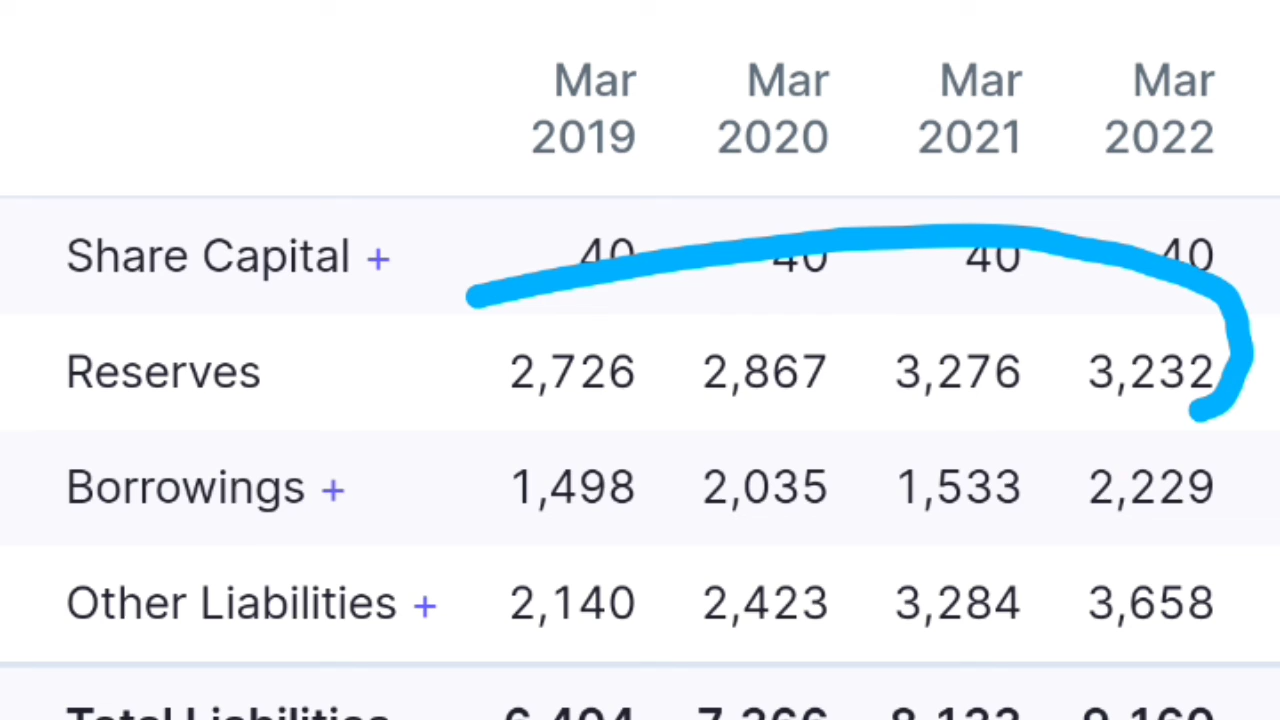 Mar Mar Mar Mar
2019 2020 2021 2022
Share Capital + 40 40 40 40
Reserves 2,726 2,867 3,276 3,232
Borrowings + 1,498 2,035 1,533 2,229
Other Liabilities + 2,140 2,423 3,284 3,658
Total Liabilities